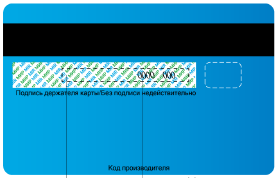 0000 000
Подпись держателя карты/Без подписи недействительно
Код производителя